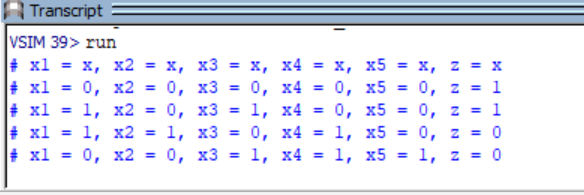 Transcript
VSIM 39> run
# x1 = x, x2 = x, x3 = x, x4 = x, x5 = x, z = x
# x1 = 0, x2 = 0, x3 = 0, x4 = 0, x5 = 0, z = 1
# x1 = 1, x2 = 0, x3 = 1, x4 = 0, x5 = 0, z = 1
# x1 = 1, x2 = 1, x3 = 0, x4 = 1, x5 = 0, z = 0
# x1 = 0, x2 = 0, x3 = 1, x4 = 1, x5 = 1, z = 0